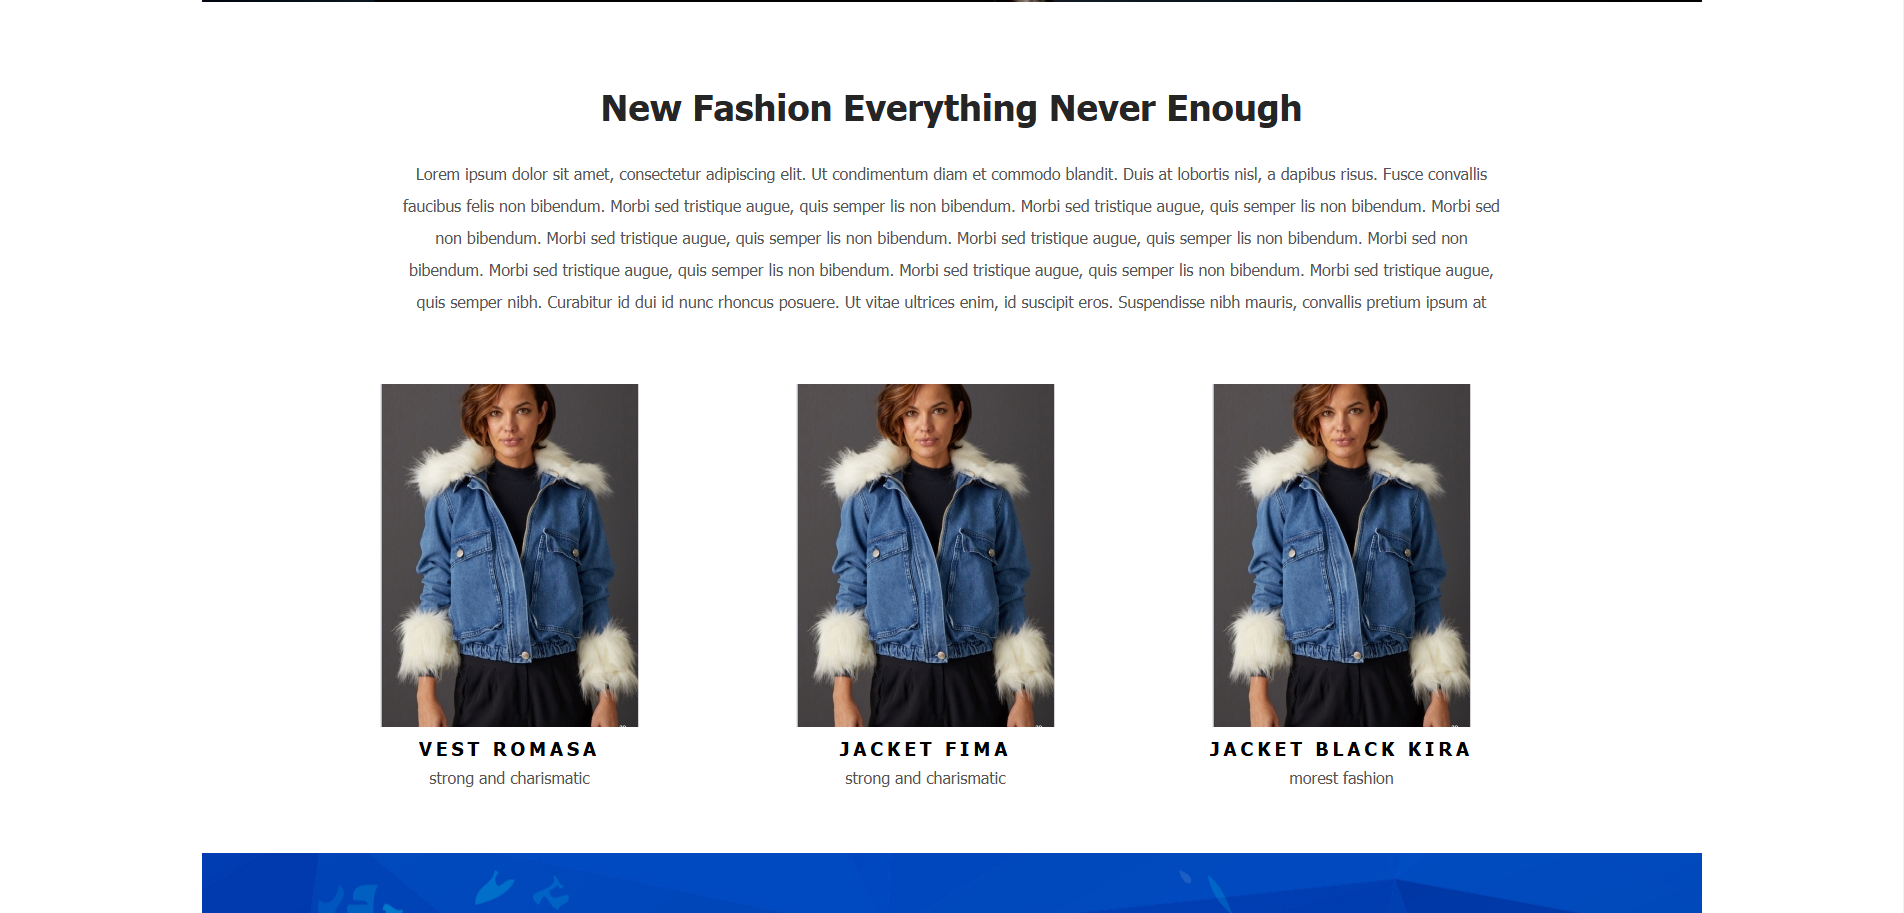 New Fashion Everything Never Enough
Lorem ipsum dolor sit amet, consectetur adipiscing elit. Ut condimentum diam et commodo blandit. Duis at lobortis nisl, a dapibus risus. Fusce convallis
faucibus felis non bibendum. Morbi sed tristique augue, quis semper lis non bibendum. Morbi sed tristique augue, quis semper lis non bibendum. Morbi sed
non bibendum. Morbi sed tristique augue, quis semper lis non bibendum. Morbi sed tristique augue, quis semper lis non bibendum. Morbi sed non
bibendum. Morbi sed tristique augue, quis semper lis non bibendum. Morbi sed tristique augue, quis semper lis non bibendum. Morbi sed tristique augue,
quis semper nibh. Curabitur id dui id nunc rhoncus posuere. Ut vitae ultrices enim, id suscipit eros. Suspendisse nibh mauris, convallis pretium ipsum at
VEST ROMASA
strong and charismatic
JACKET FIMA
strong and charismatic
JACKET BLACK KIRA
morest fashion